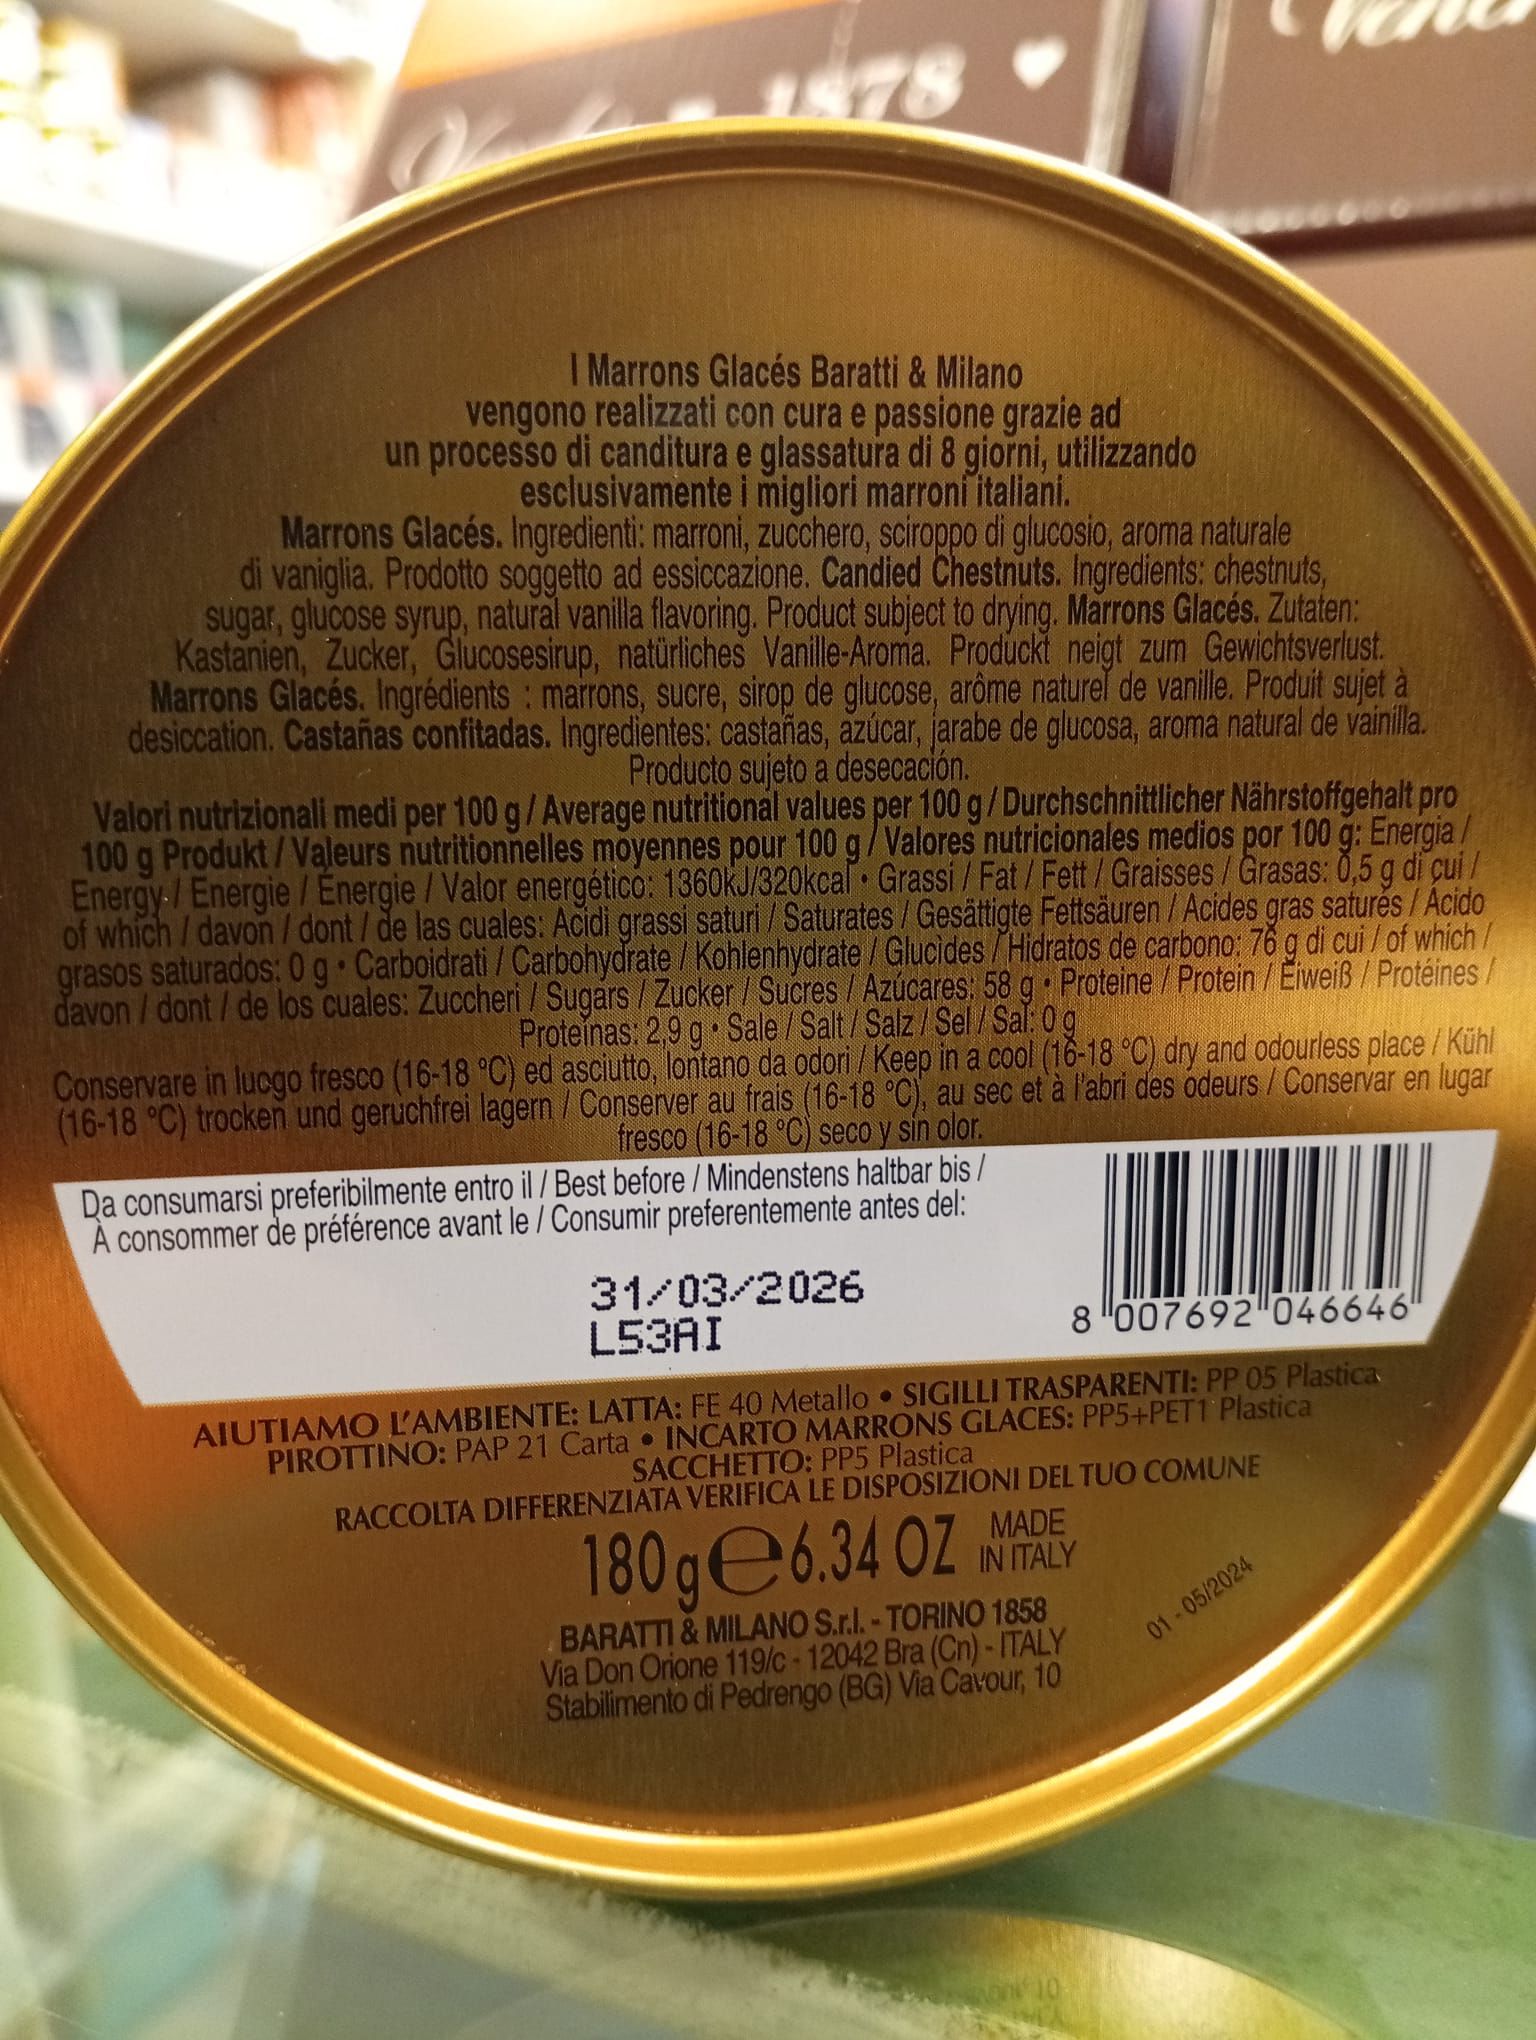 1878
I Marrons Glacés Baratti & Milano
vengono realizzati con cura e passione grazie ad
un processo di canditura e glassatura di 8 giorni, utilizzando
esclusivamente i migliori marroni italiani.
Marrons Glacés. Ingredienti: marroni, zucchero, sciroppo di glucosio, aroma naturale
di vaniglia. Prodotto soggetto ad essiccazione. Candied Chestnuts. Ingredients: chestnuts,
sugar, glucose syrup, natural vanilla flavoring. Product subject to drying. Marrons Glacés. Zutaten:
Kastanien, Zucker, Glucosesirup, natürliches Vanille-Aroma. Produckt neigt zum Gewichtsverlust.
Marrons Glacés. Ingrédients : marrons, sucre, sirop de glucose, arôme naturel de vanille. Produit sujet à
desiccation. Castañas confitadas. Ingredientes: castañas, azúcar, jarabe de glucosa, aroma natural de vainilla.
Producto sujeto a desecación.
Valori nutrizionali medi per 100 g / Average nutritional values per 100 g / Durchschnittlicher Nährstoffgehalt pro
100 g Produkt / Valeurs nutritionnelles moyennes pour 100 g / Valores nutricionales medios por 100 g: Energia /
Energy / Energie / Énergie / Valor energético: 1360kJ/320kcal • Grassi / Fat / Fett / Graisses / Grasas: 0,5 g di cui /
of which / davon / dont / de las cuales: Acidi grassi saturi / Saturates / Gesättigte Fettsäuren / Acides gras saturés / Ácido
grasos saturados: 0 g • Carboidrati / Carbohydrate / Kohlenhydrate / Glucides / Hidratos de carbono: 76 g di cui / of which /
davon / dont / de los cuales: Zuccheri / Sugars / Zucker / Sucres / Azúcares: 58 g • Proteine / Protein / Eiweiß / Protéines /
Proteínas: 2,9 g • Sale / Salt / Salz / Sel / Sal: 0 g
Conservare in lucgo fresco (16-18 °C) ed asciutto, lontano da odori / Keep in a cool (16-18 °C) dry and odourless place / Kühl
(16-18 °C) trocken und geruchfrei lagern / Conserver au frais (16-18 °C), au sec et à l'abri des odeurs / Conservar en lugar
fresco (16-18 °C) seco y sin olor.
Da consumarsi preferibilmente entro il / Best before / Mindenstens haltbar bis /
À consommer de préférence avant le / Consumir preferentemente antes del:
31/03/2026
L53AI
8 007692 046646
AIUTIAMO L'AMBIENTE: LATTA: FE 40 Metallo • SIGILLI TRASPARENTI: PP 05 Plastica
PIROTTINO: PAP 21 Carta • INCARTO MARRONS GLACES: PP5+PET1 Plastica
SACCHETTO: PP5 Plastica
RACCOLTA DIFFERENZIATA VERIFICA LE DISPOSIZIONI DEL TUO COMUNE
180 g e 6.34 OZ MADE
IN ITALY
BARATTI & MILANO S.r.l. - TORINO 1858
Via Don Orione 119/c - 12042 Bra (Cn) - ITALY
Stabilimento di Pedrengo (BG) Via Cavour, 10
01 - 05/2024